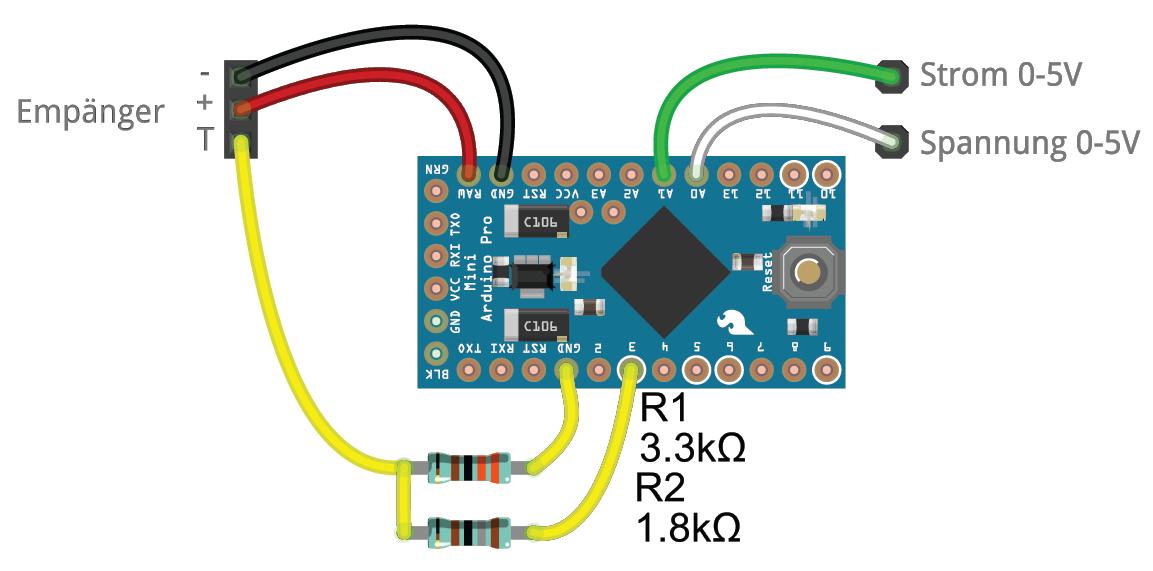 -
+
T
Empänger
Strom 0-5V
Spannung 0-5V
GRN
RAW GND RST VCC A3 A2 A1 A0 13 12 11 10
TXO
RXI
VCC
GND
BLK
Arduino Pro
Mini
C106
C106
Reset
TXO RXI RST GND 2 3 4 5 6 7 8 9
R1
3.3kΩ
R2
1.8kΩ